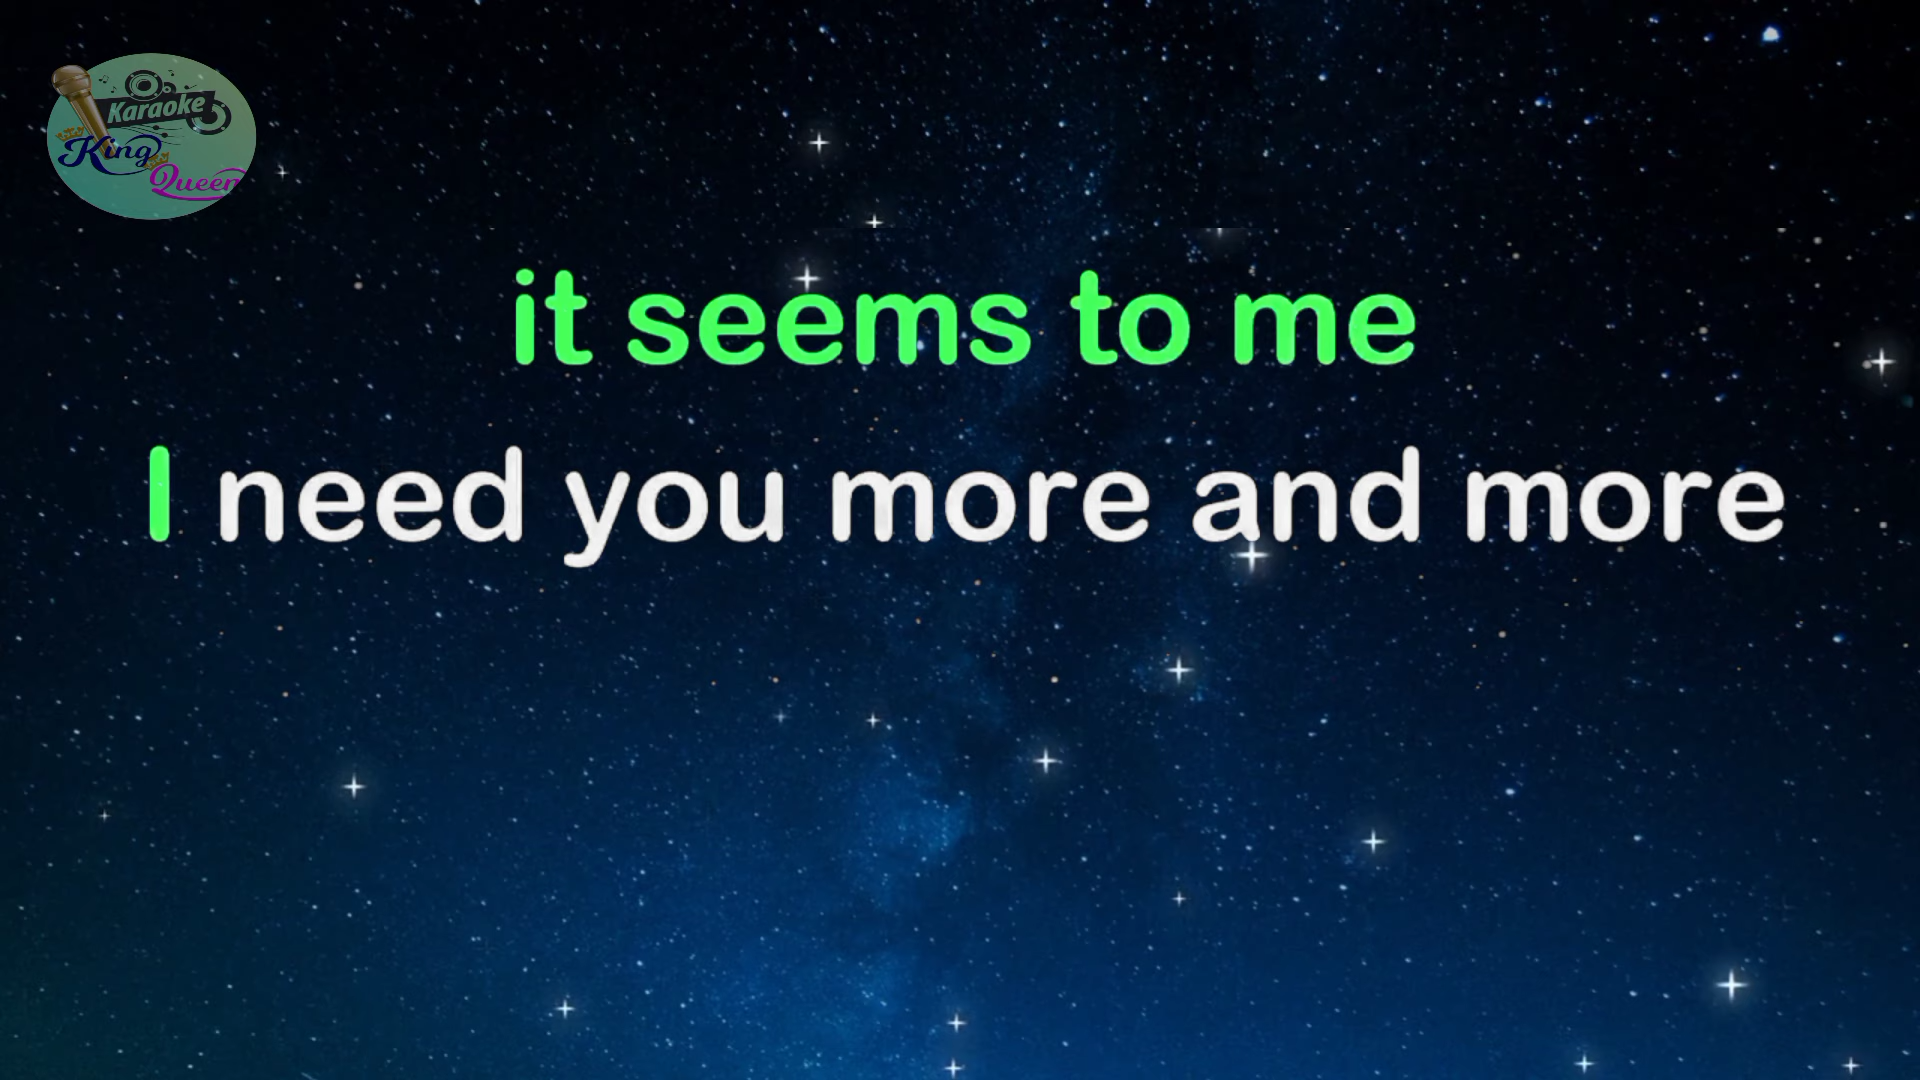 Karaoke
King
Queen
it seems to me
I need you more and more